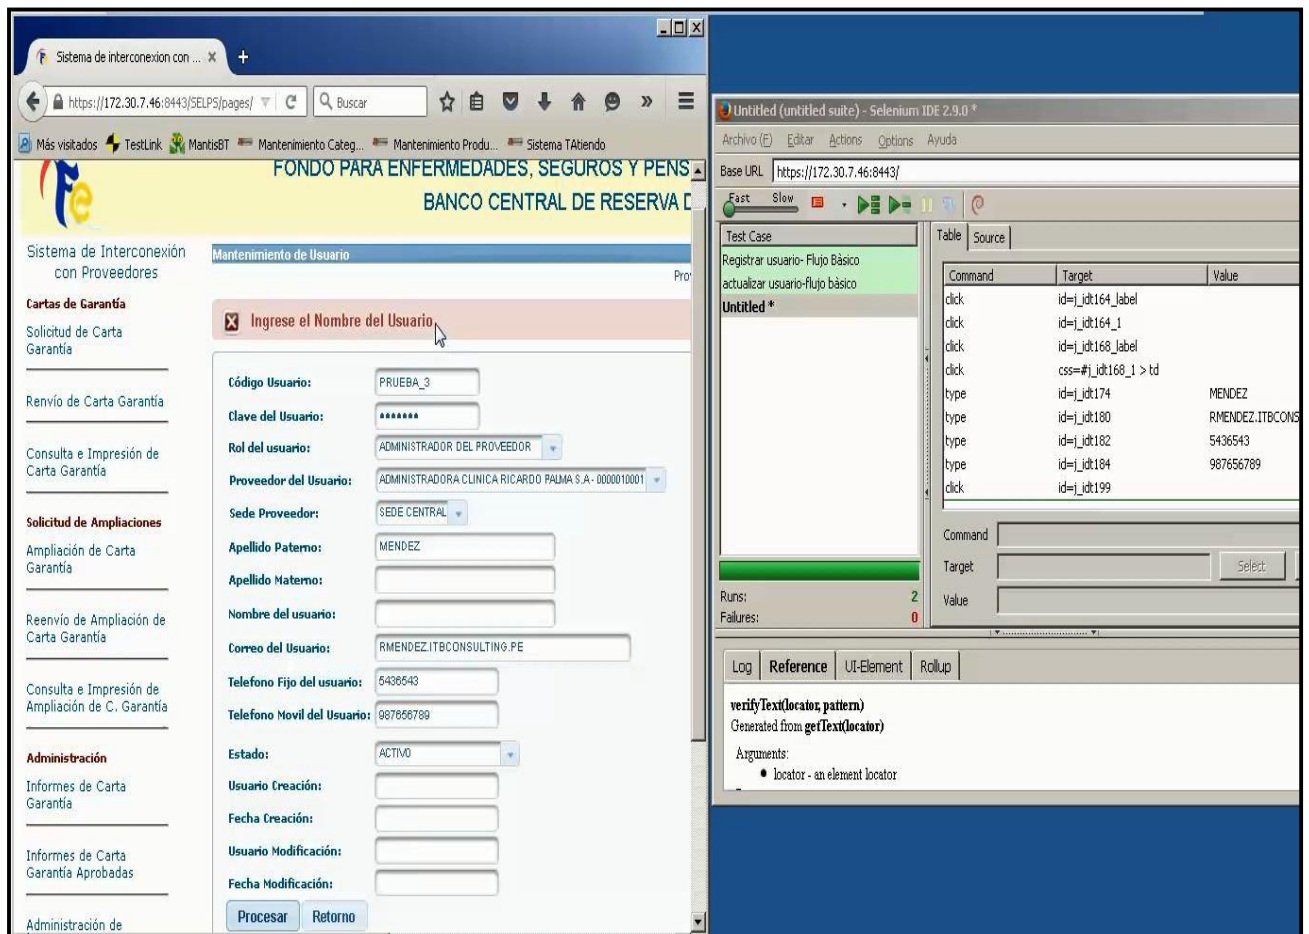 Sistema de interconexion con ...
https://172.30.7.46:8443/SELPS/pages/
Buscar
Más visitados
TestLink
MantisBT
Mantenimiento Categ...
Mantenimiento Produ...
Sistema TAtiendo
FONDO PARA ENFERMEDADES, SEGUROS Y PENS
BANCO CENTRAL DE RESERVA D
Sistema de Interconexión
con Proveedores
Cartas de Garantía
Solicitud de Carta
Garantía
Renvío de Carta Garantía
Consulta e Impresión de
Carta Garantía
Solicitud de Ampliaciones
Ampliación de Carta
Garantía
Reenvío de Ampliación de
Carta Garantía
Consulta e Impresión de
Ampliación de C. Garantía
Administración
Informes de Carta
Garantía
Informes de Carta
Garantía Aprobadas
Administración de
Mantenimiento de Usuario
Pro
Ingrese el Nombre del Usuario
Código Usuario: PRUEBA_3
Clave del Usuario: •••••••
Rol del usuario: ADMINISTRADOR DEL PROVEEDOR
Proveedor del Usuario: ADMINISTRADORA CLINICA RICARDO PALMA S.A - 0000010001
Sede Proveedor: SEDE CENTRAL
Apellido Paterno: MENDEZ
Apellido Materno:
Nombre del usuario:
Correo del Usuario: RMENDEZ.ITBCONSULTING.PE
Telefono Fijo del usuario: 5436543
Telefono Movil del Usuario: 987656789
Estado: ACTIVO
Usuario Creación:
Fecha Creación:
Usuario Modificación:
Fecha Modificación:
Procesar Retorno
Untitled (untitled suite) - Selenium IDE 2.9.0 *
Archivo (F) Editar Actions Options Ayuda
Base URL https://172.30.7.46:8443/
Fast Slow
Test Case
Registrar usuario- Flujo Bàsico
actualizar usuario-flujo bàsico
Untitled *
Runs: 2
Failures: 0
Table Source
Command Target Value
click id=j_idt164_label
click id=j_idt164_1
click id=j_idt168_label
click css=#j_idt168_1 > td
type id=j_idt174 MENDEZ
type id=j_idt180 RMENDEZ.ITBCONS
type id=j_idt182 5436543
type id=j_idt184 987656789
click id=j_idt199
Command
Target Select
Value
Log Reference UI-Element Rollup
verifyText(locator, pattern)
Generated from getText(locator)
Arguments:
• locator - an element locator